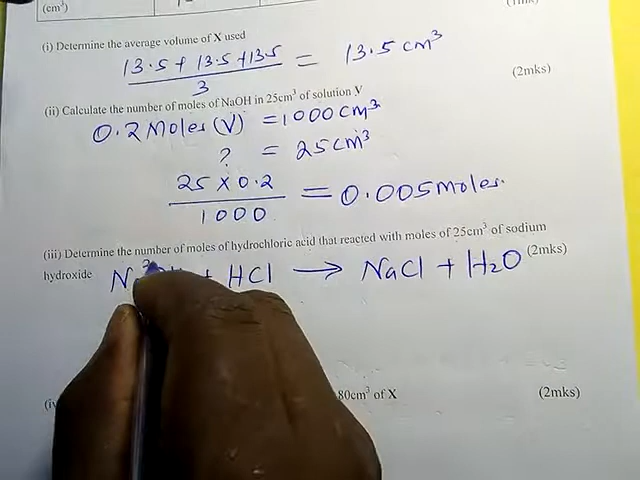 (cm³)
(i) Determine the average volume of X used
13.5 + 13.5 + 13.5 = 13.5 cm³
3
(2mks)
(ii) Calculate the number of moles of NaOH in 25cm³ of solution V
0.2 Moles (V) = 1000 cm³
? = 25 cm³
25 x 0.2 = 0.005 moles.
1000
(iii) Determine the number of moles of hydrochloric acid that reacted with moles of 25cm³ of sodium
hydroxide
+ HCl → NaCl + H₂O (2mks)
80cm³ of X (2mks)